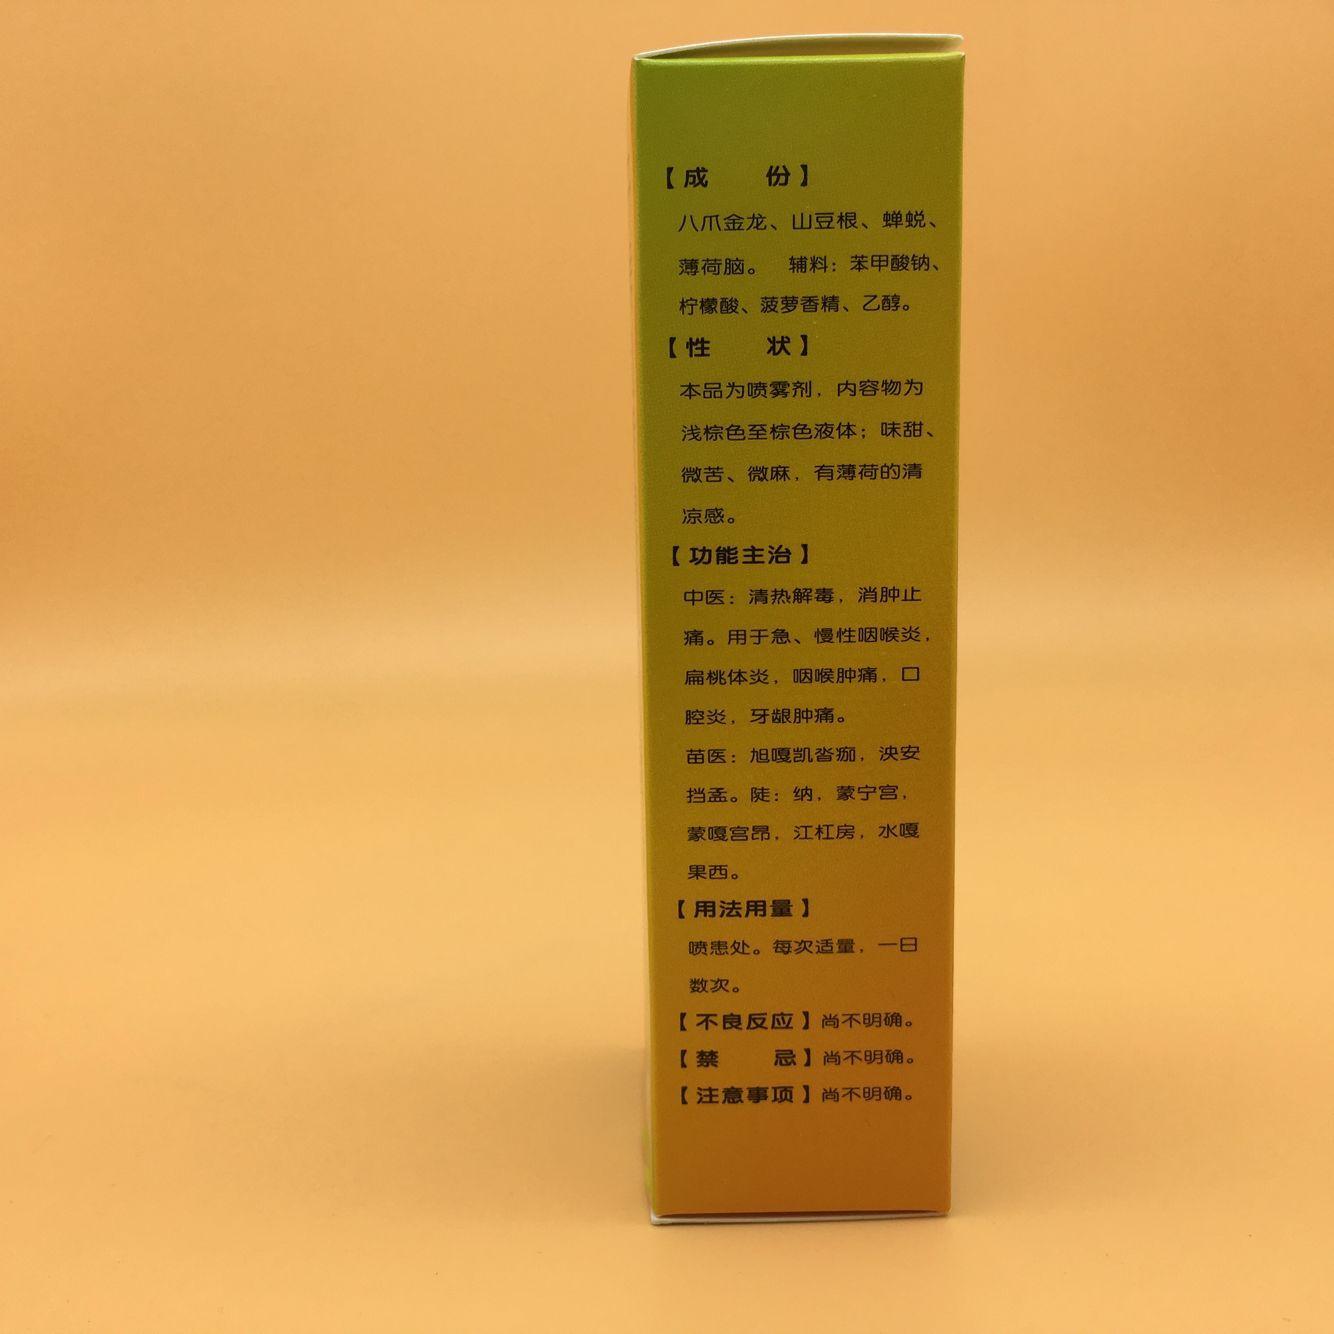 【成 份】
八爪金龙、山豆根、蝉蜕、
薄荷脑。 辅料：苯甲酸钠、
柠檬酸、菠萝香精、乙醇。
【性 状】
本品为喷雾剂，内容物为
浅棕色至棕色液体；味甜、
微苦、微麻，有薄荷的清
凉感。
【功能主治】
中医：清热解毒，消肿止
痛。用于急、慢性咽喉炎，
扁桃体炎，咽喉肿痛，口
腔炎，牙龈肿痛。
苗医：旭嘎凯沓痂，泱安
挡孟。陡：纳，蒙宁宫，
蒙嘎宫昂，江杠房，水嘎
果西。
【用法用量】
喷患处。每次适量，一日
数次。
【不良反应】尚不明确。
【禁 忌】尚不明确。
【注意事项】尚不明确。